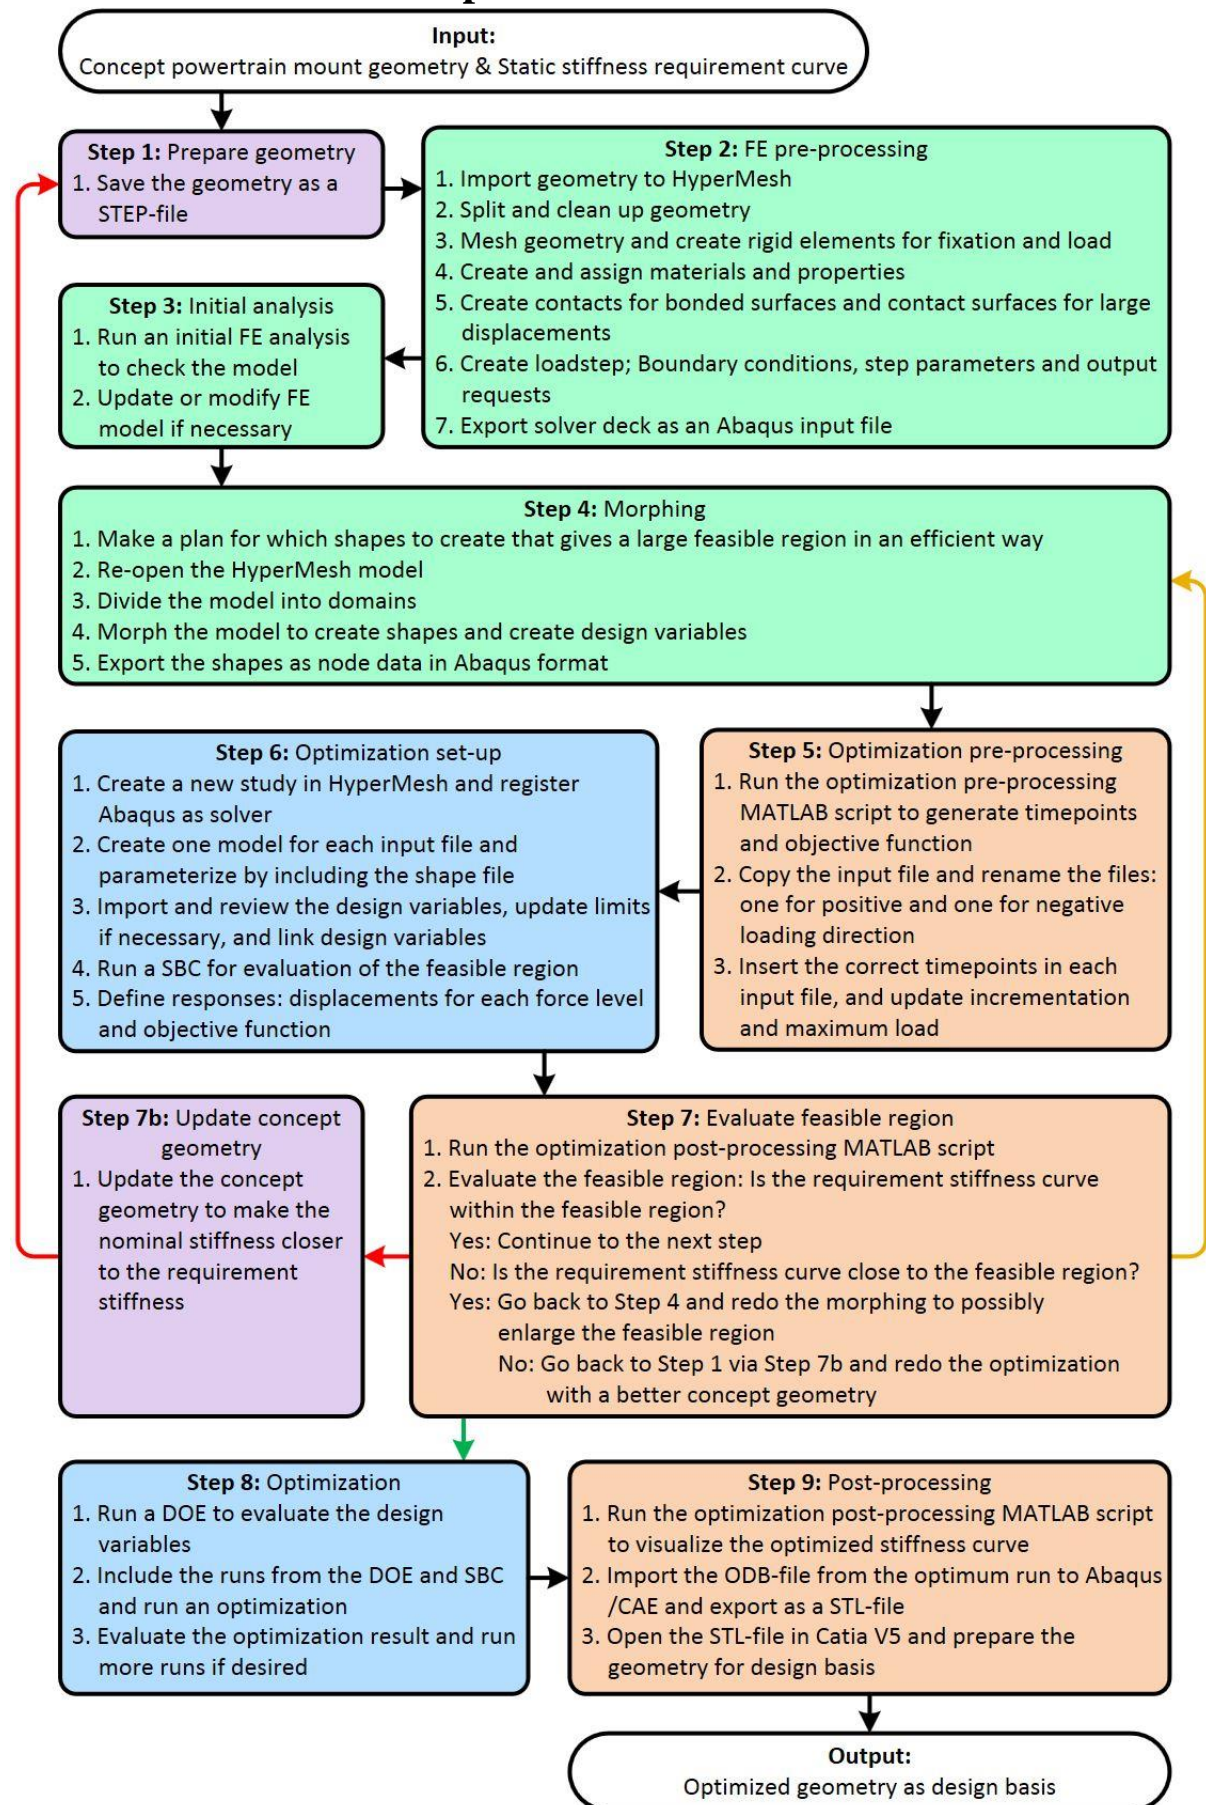 Input:
Concept powertrain mount geometry & Static stiffness requirement curve
Step 1: Prepare geometry
1. Save the geometry as a
STEP-file
Step 2: FE pre-processing
1. Import geometry to HyperMesh
2. Split and clean up geometry
3. Mesh geometry and create rigid elements for fixation and load
4. Create and assign materials and properties
5. Create contacts for bonded surfaces and contact surfaces for large
displacements
6. Create loadstep; Boundary conditions, step parameters and output
requests
7. Export solver deck as an Abaqus input file
Step 3: Initial analysis
1. Run an initial FE analysis
to check the model
2. Update or modify FE
model if necessary
Step 4: Morphing
1. Make a plan for which shapes to create that gives a large feasible region in an efficient way
2. Re-open the HyperMesh model
3. Divide the model into domains
4. Morph the model to create shapes and create design variables
5. Export the shapes as node data in Abaqus format
Step 5: Optimization pre-processing
1. Run the optimization pre-processing
MATLAB script to generate timepoints
and objective function
2. Copy the input file and rename the files:
one for positive and one for negative
loading direction
3. Insert the correct timepoints in each
input file, and update incrementation
and maximum load
Step 6: Optimization set-up
1. Create a new study in HyperMesh and register
Abaqus as solver
2. Create one model for each input file and
parameterize by including the shape file
3. Import and review the design variables, update limits
if necessary, and link design variables
4. Run a SBC for evaluation of the feasible region
5. Define responses: displacements for each force level
and objective function
Step 7: Evaluate feasible region
1. Run the optimization post-processing MATLAB script
2. Evaluate the feasible region: Is the requirement stiffness curve
within the feasible region?
Yes: Continue to the next step
No: Is the requirement stiffness curve close to the feasible region?
Yes: Go back to Step 4 and redo the morphing to possibly
enlarge the feasible region
No: Go back to Step 1 via Step 7b and redo the optimization
with a better concept geometry
Step 7b: Update concept
geometry
1. Update the concept
geometry to make the
nominal stiffness closer
to the requirement
stiffness
Step 8: Optimization
1. Run a DOE to evaluate the design
variables
2. Include the runs from the DOE and SBC
and run an optimization
3. Evaluate the optimization result and run
more runs if desired
Step 9: Post-processing
1. Run the optimization post-processing MATLAB script
to visualize the optimized stiffness curve
2. Import the ODB-file from the optimum run to Abaqus
/CAE and export as a STL-file
3. Open the STL-file in Catia V5 and prepare the
geometry for design basis
Output:
Optimized geometry as design basis